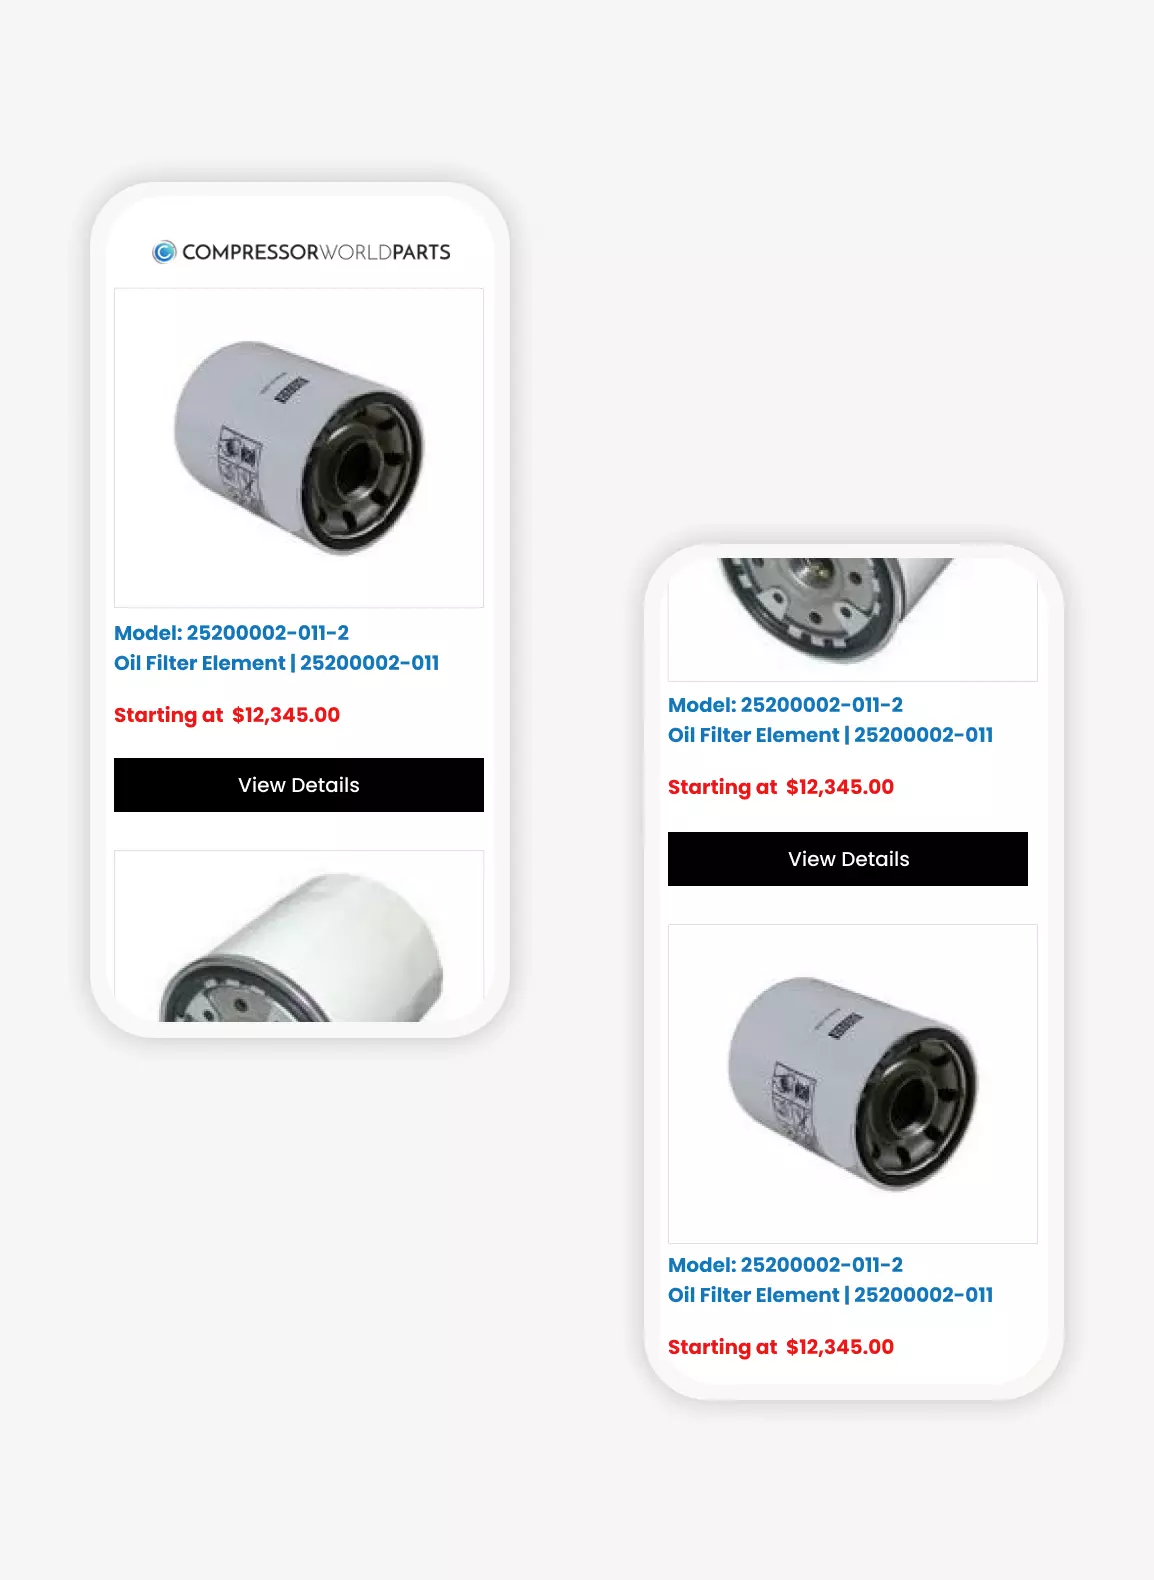 COMPRESSORWORLDPARTS
Model: 25200002-011-2
Oil Filter Element | 25200002-011
Starting at $12,345.00
View Details
Model: 25200002-011-2
Oil Filter Element | 25200002-011
Starting at $12,345.00
View Details
Model: 25200002-011-2
Oil Filter Element | 25200002-011
Starting at $12,345.00